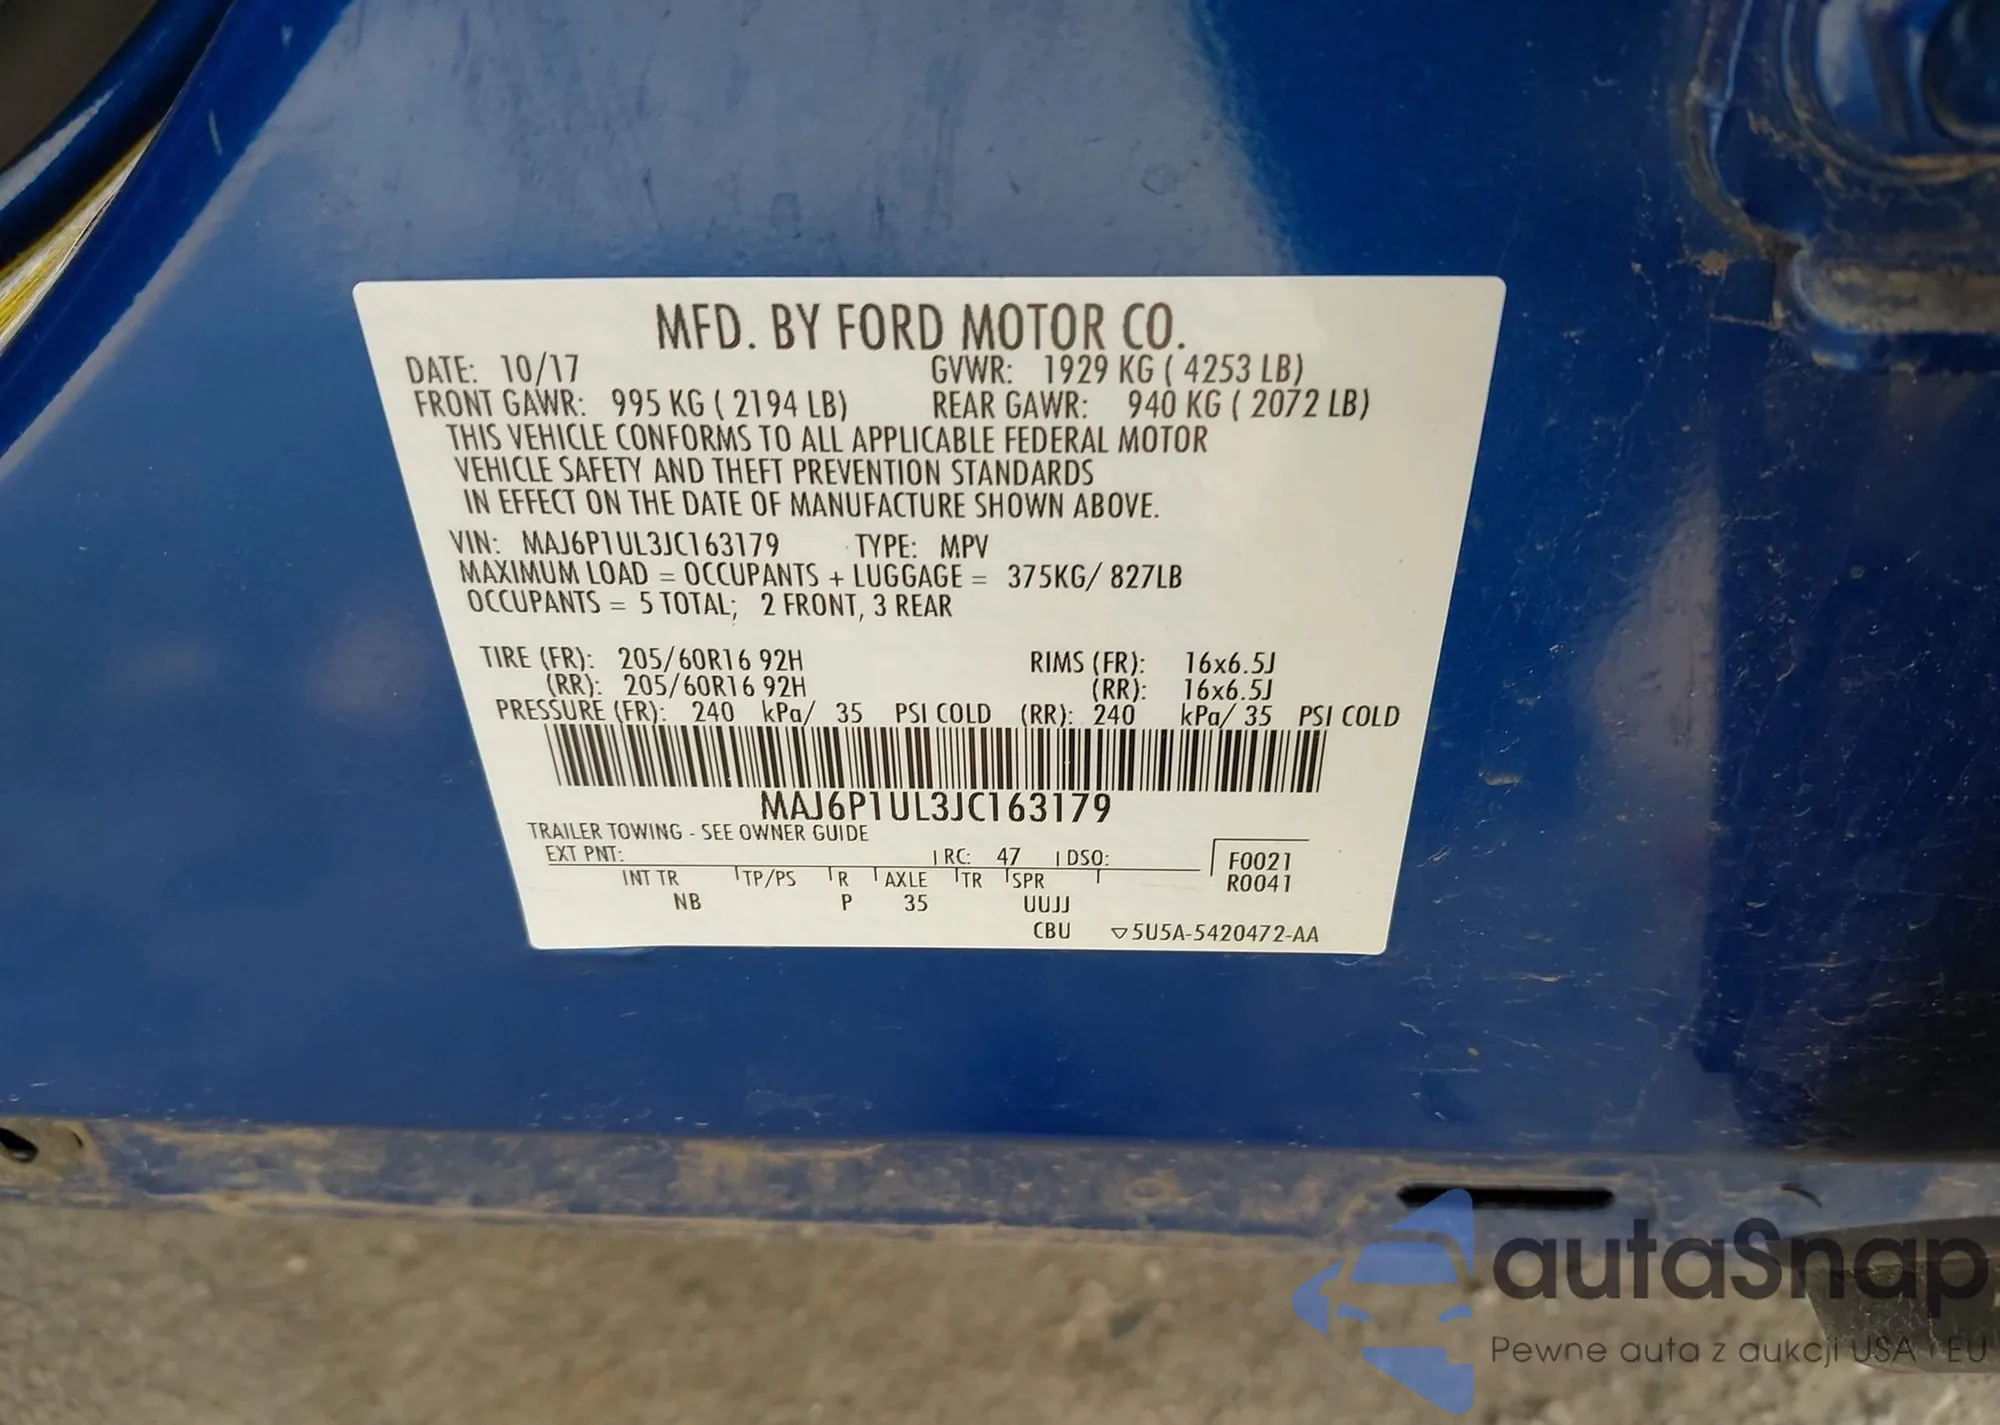 MFD. BY FORD MOTOR CO.
DATE: 10/17 GVWR: 1929 KG ( 4253 LB)
FRONT GAWR: 995 KG ( 2194 LB) REAR GAWR: 940 KG ( 2072 LB)
THIS VEHICLE CONFORMS TO ALL APPLICABLE FEDERAL MOTOR
VEHICLE SAFETY AND THEFT PREVENTION STANDARDS
IN EFFECT ON THE DATE OF MANUFACTURE SHOWN ABOVE.
VIN: MAJ6P1UL3JC163179 TYPE: MPV
MAXIMUM LOAD = OCCUPANTS + LUGGAGE = 375KG/ 827LB
OCCUPANTS = 5 TOTAL; 2 FRONT, 3 REAR
TIRE (FR): 205/60R16 92H RIMS (FR): 16x6.5J
(RR): 205/60R16 92H (RR): 16x6.5J
PRESSURE (FR): 240 kPa/ 35 PSI COLD (RR): 240 kPa/ 35 PSI COLD
MAJ6P1UL3JC163179
TRAILER TOWING - SEE OWNER GUIDE
EXT PNT: RC: 47 DSO: F0021
INT TR TP/PS R AXLE TR SPR R0041
NB P 35 UUJJ
CBU ▽5U5A-5420472-AA
autaSnap
Pewne auta z aukcji USA i EU